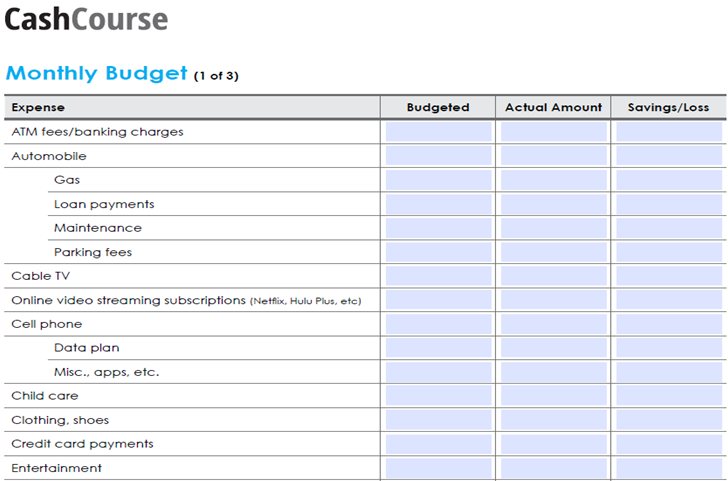 CashCourse
Monthly Budget (1 of 3)
Expense Budgeted Actual Amount Savings/Loss
ATM fees/banking charges
Automobile
Gas
Loan payments
Maintenance
Parking fees
Cable TV
Online video streaming subscriptions (Netflix, Hulu Plus, etc)
Cell phone
Data plan
Misc., apps, etc.
Child care
Clothing, shoes
Credit card payments
Entertainment